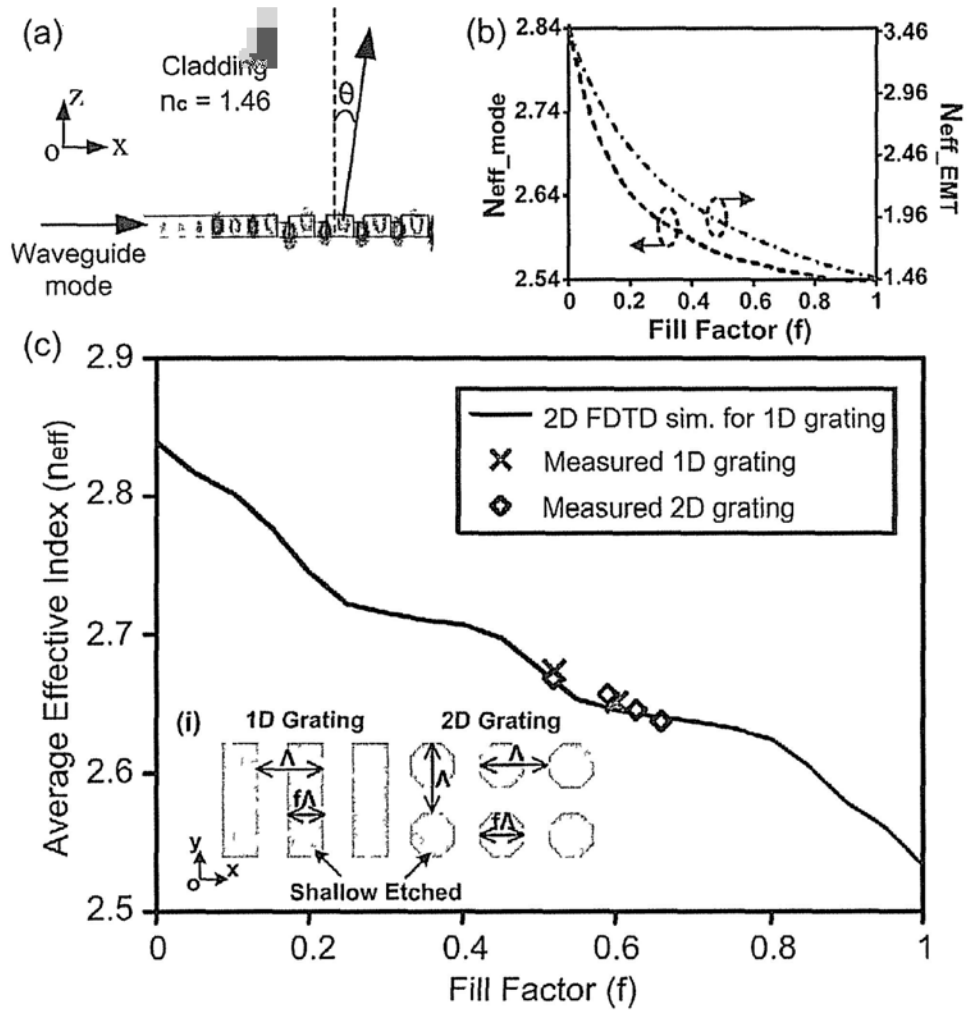 (a)
Cladding
nc = 1.46
θ
Z
O X
Waveguide
mode
(b)
2.84
2.74
2.64
2.54
Neff_mode
3.46
2.96
2.46
1.96
1.46
Neff_EMT
0 0.2 0.4 0.6 0.8 1
Fill Factor (f)
(c)
2.9
2.8
2.7
2.6
2.5
Average Effective Index (neff)
2D FDTD sim. for 1D grating
Measured 1D grating
Measured 2D grating
(i) 1D Grating 2D Grating
Λ Λ Λ
fΛ fΛ
y
o x
Shallow Etched
0 0.2 0.4 0.6 0.8 1
Fill Factor (f)